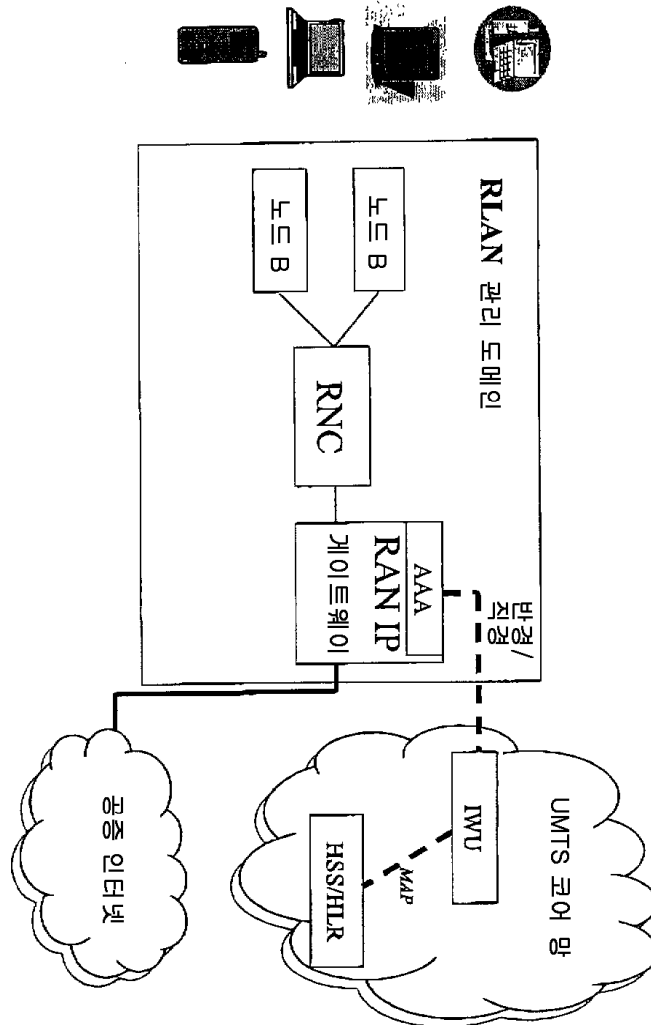 RLAN 관리 도메인
노드 B
노드 B
RNC
AAA
RAN IP
게이트웨이
반경/
직경
UMTS 코어 망
IWU
MAP
HSS/HLR
공중 인터넷